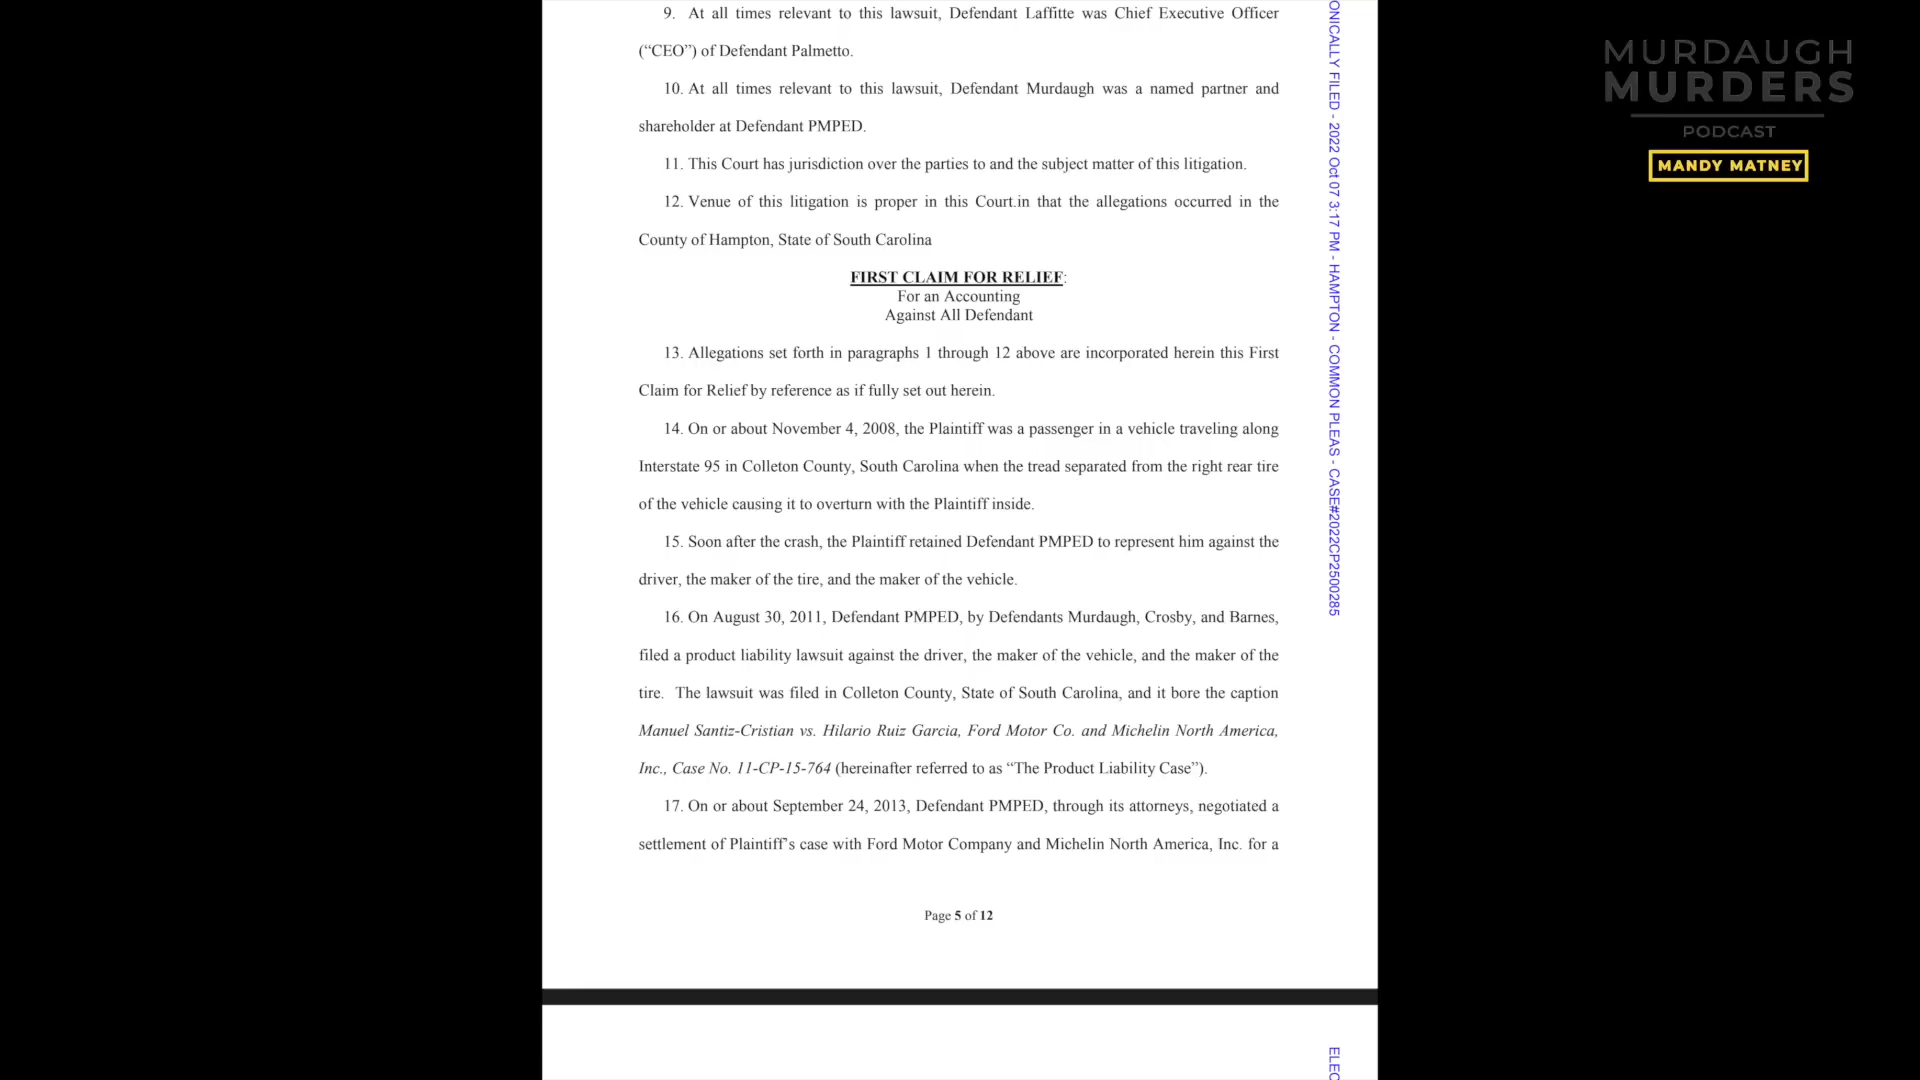 9. At all times relevant to this lawsuit, Defendant Laffitte was Chief Executive Officer
(“CEO”) of Defendant Palmetto.
10. At all times relevant to this lawsuit, Defendant Murdaugh was a named partner and
shareholder at Defendant PMPED.
11. This Court has jurisdiction over the parties to and the subject matter of this litigation.
12. Venue of this litigation is proper in this Court.in that the allegations occurred in the
County of Hampton, State of South Carolina
FIRST CLAIM FOR RELIEF:
For an Accounting
Against All Defendant
13. Allegations set forth in paragraphs 1 through 12 above are incorporated herein this First
Claim for Relief by reference as if fully set out herein.
14. On or about November 4, 2008, the Plaintiff was a passenger in a vehicle traveling along
Interstate 95 in Colleton County, South Carolina when the tread separated from the right rear tire
of the vehicle causing it to overturn with the Plaintiff inside.
15. Soon after the crash, the Plaintiff retained Defendant PMPED to represent him against the
driver, the maker of the tire, and the maker of the vehicle.
16. On August 30, 2011, Defendant PMPED, by Defendants Murdaugh, Crosby, and Barnes,
filed a product liability lawsuit against the driver, the maker of the vehicle, and the maker of the
tire. The lawsuit was filed in Colleton County, State of South Carolina, and it bore the caption
Manuel Santiz-Cristian vs. Hilario Ruiz Garcia, Ford Motor Co. and Michelin North America,
Inc., Case No. 11-CP-15-764 (hereinafter referred to as “The Product Liability Case”).
17. On or about September 24, 2013, Defendant PMPED, through its attorneys, negotiated a
settlement of Plaintiff’s case with Ford Motor Company and Michelin North America, Inc. for a
Page 5 of 12
ONICALLY FILED - 2022 Oct 07 3:17 PM - HAMPTON - COMMON PLEAS - CASE#2022CP2500285
ELEC
MURDAUGH
MURDERS
PODCAST
MANDY MATNEY